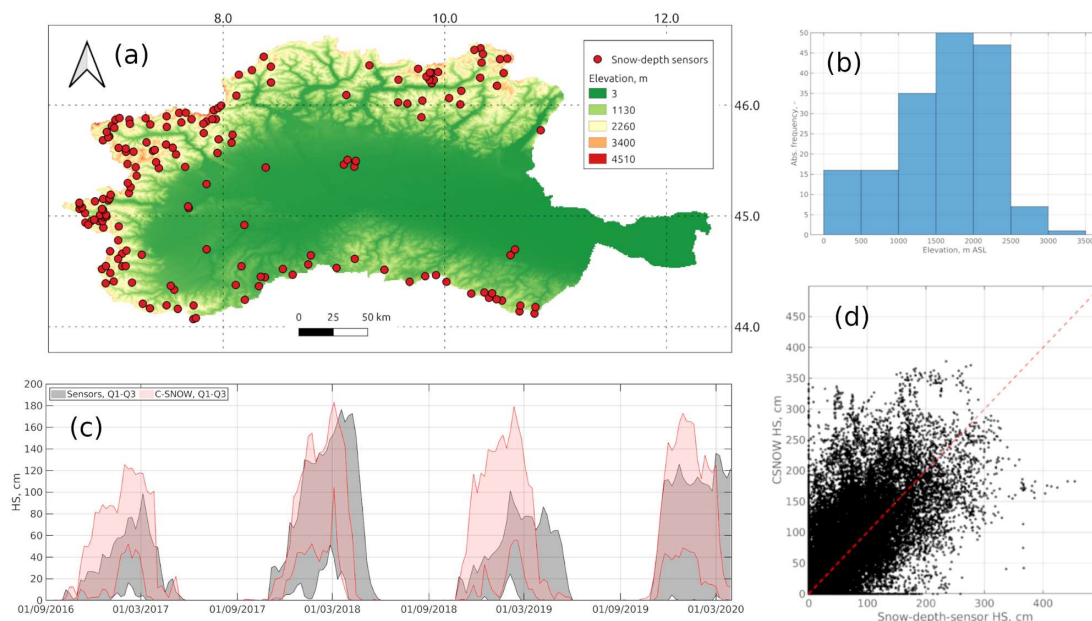 8.0 10.0 12.0
(a)
Snow-depth sensors
Elevation, m
3
1130
2260
3400
4510
46.0
45.0
44.0
0 25 50 km
(b)
50
45
40
35
30
25
20
15
10
5
0
Abs. frequency, -
0 500 1000 1500 2000 2500 3000 3500
Elevation, m ASL
(c)
Sensors, Q1-Q3 C-SNOW, Q1-Q3
200
180
160
140
120
100
80
60
40
20
0
HS, cm
01/09/2016 01/03/2017 01/09/2017 01/03/2018 01/09/2018 01/03/2019 01/09/2019 01/03/2020
(d)
450
400
350
300
250
200
150
100
50
0
CSNOW HS, cm
0 100 200 300 400
Snow-depth-sensor HS, cm